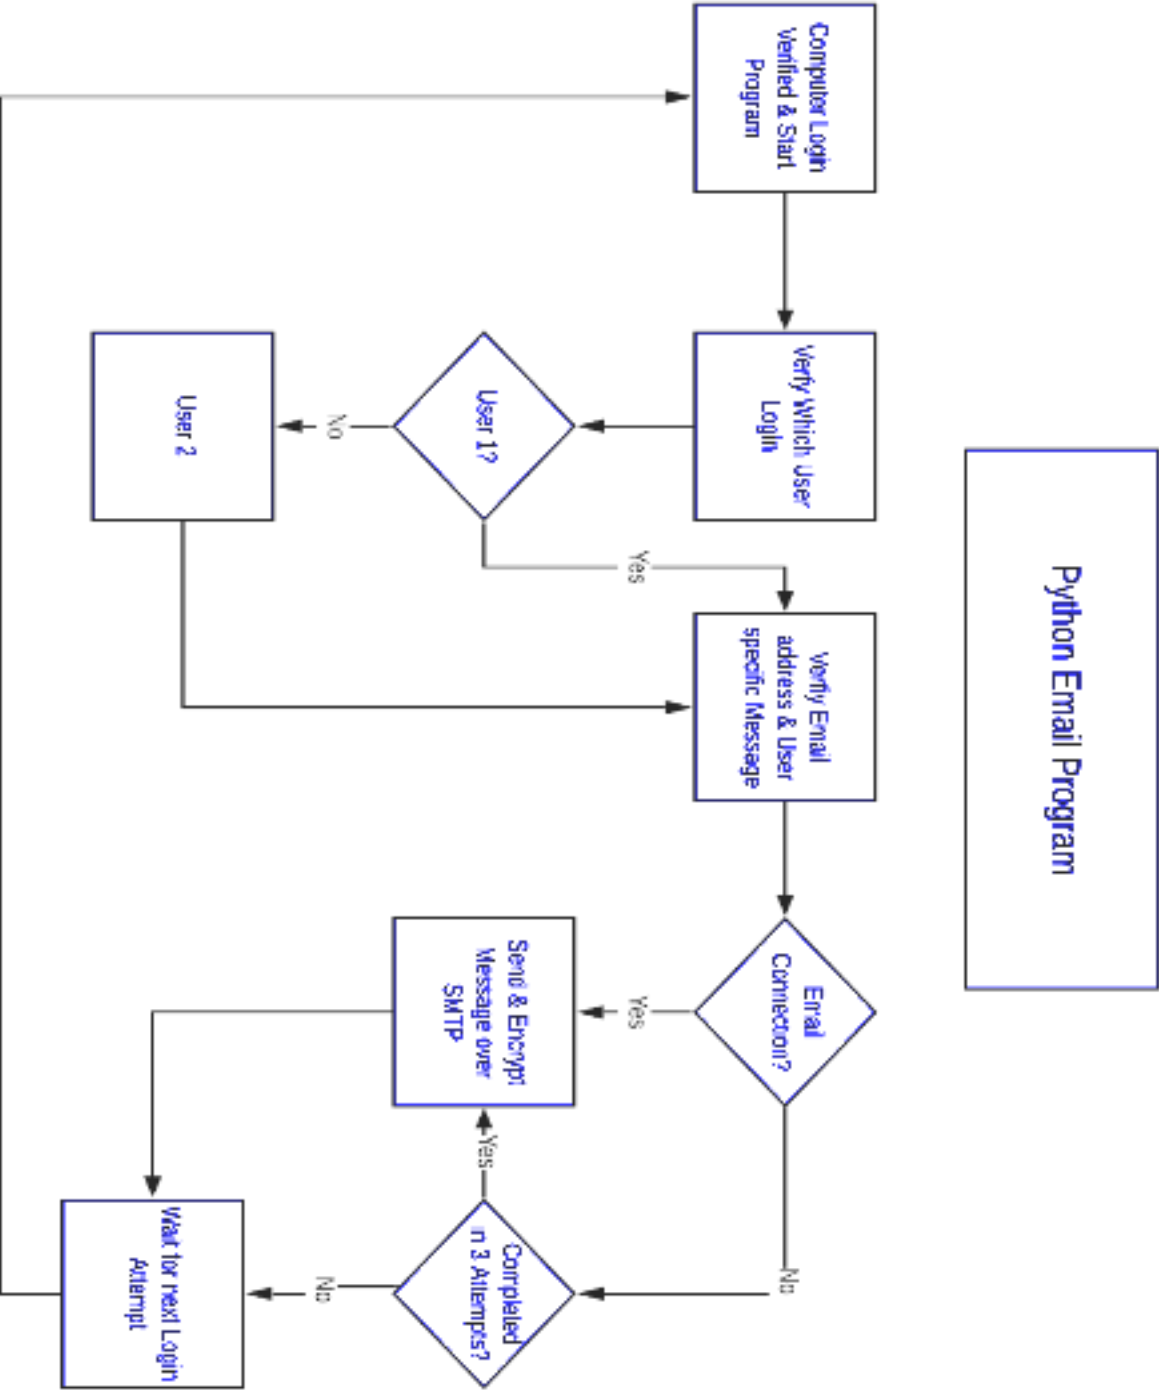 Python Email Program
Computer Login
Verified & Start
Program
Verfy Which User
Login
User 1?
No
User 2
Yes
Verfiy Email
address & User
specific Message
Email
Connection?
Yes
No
Send & Encrypt
Message over
SMTP
Yes
Completed
in 3 Attempts?
No
Wait for next Login
Attempt